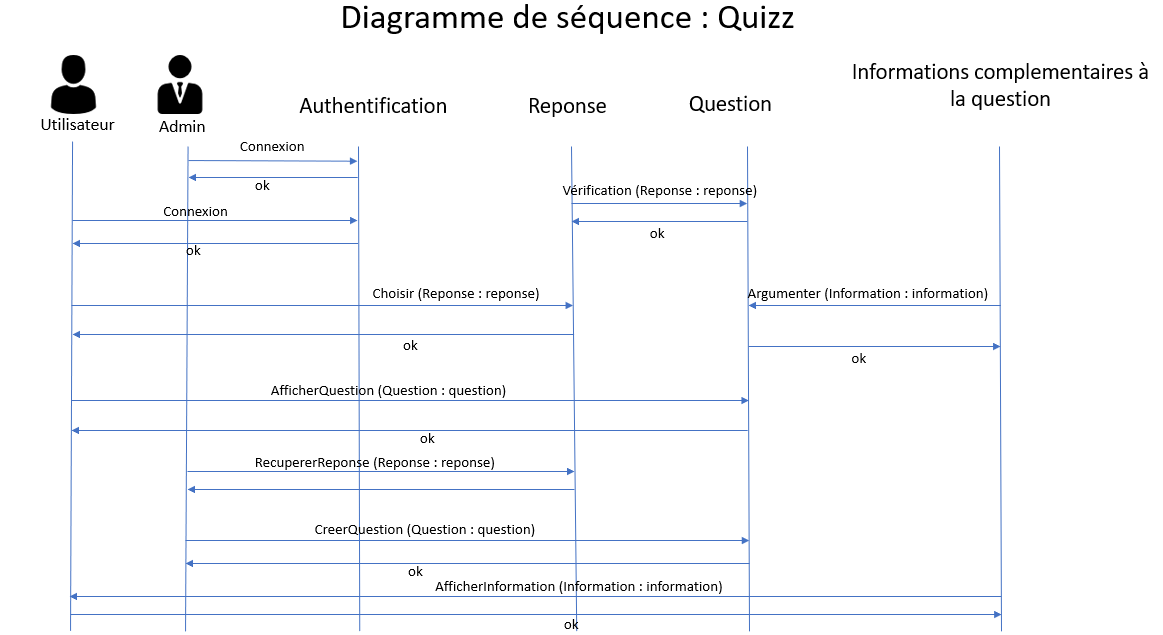 Diagramme de séquence : Quizz
Informations complementaires à
la question
Authentification
Reponse
Question
Utilisateur
Admin
Connexion
ok
Vérification (Reponse : reponse)
Connexion
ok
ok
Choisir (Reponse : reponse)
Argumenter (Information : information)
ok
ok
AfficherQuestion (Question : question)
ok
RecupererReponse (Reponse : reponse)
CreerQuestion (Question : question)
ok
AfficherInformation (Information : information)
ok